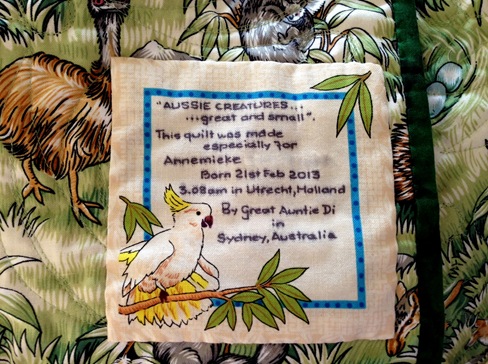 "AUSSIE CREATURES...
...great and small".
This quilt was made
especially for
Annemieke
Born 21st Feb 2013
3.08am in Utrecht, Holland
By Great Auntie Di
in
Sydney, Australia